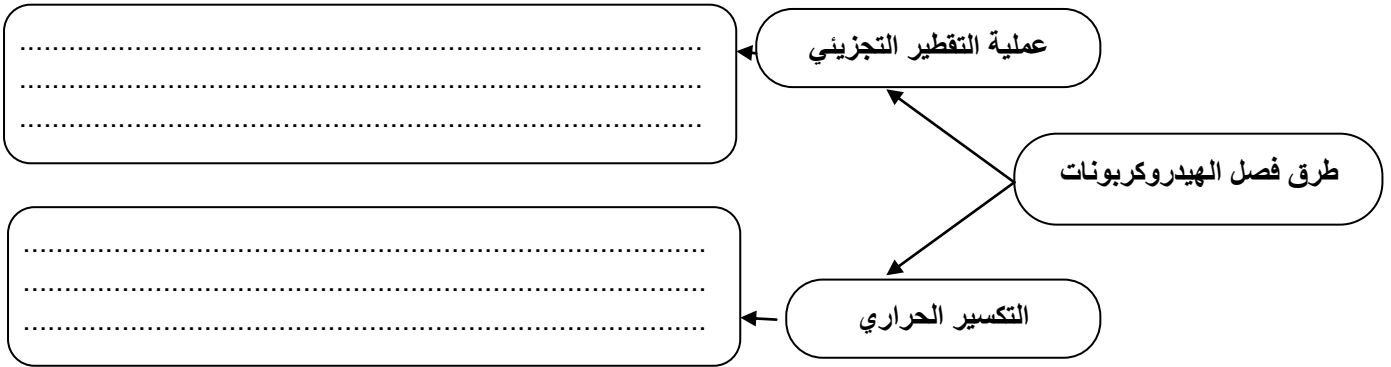 عملية التقطير التجزيئي
طرق فصل الهيدروكربونات
التكسير الحراري